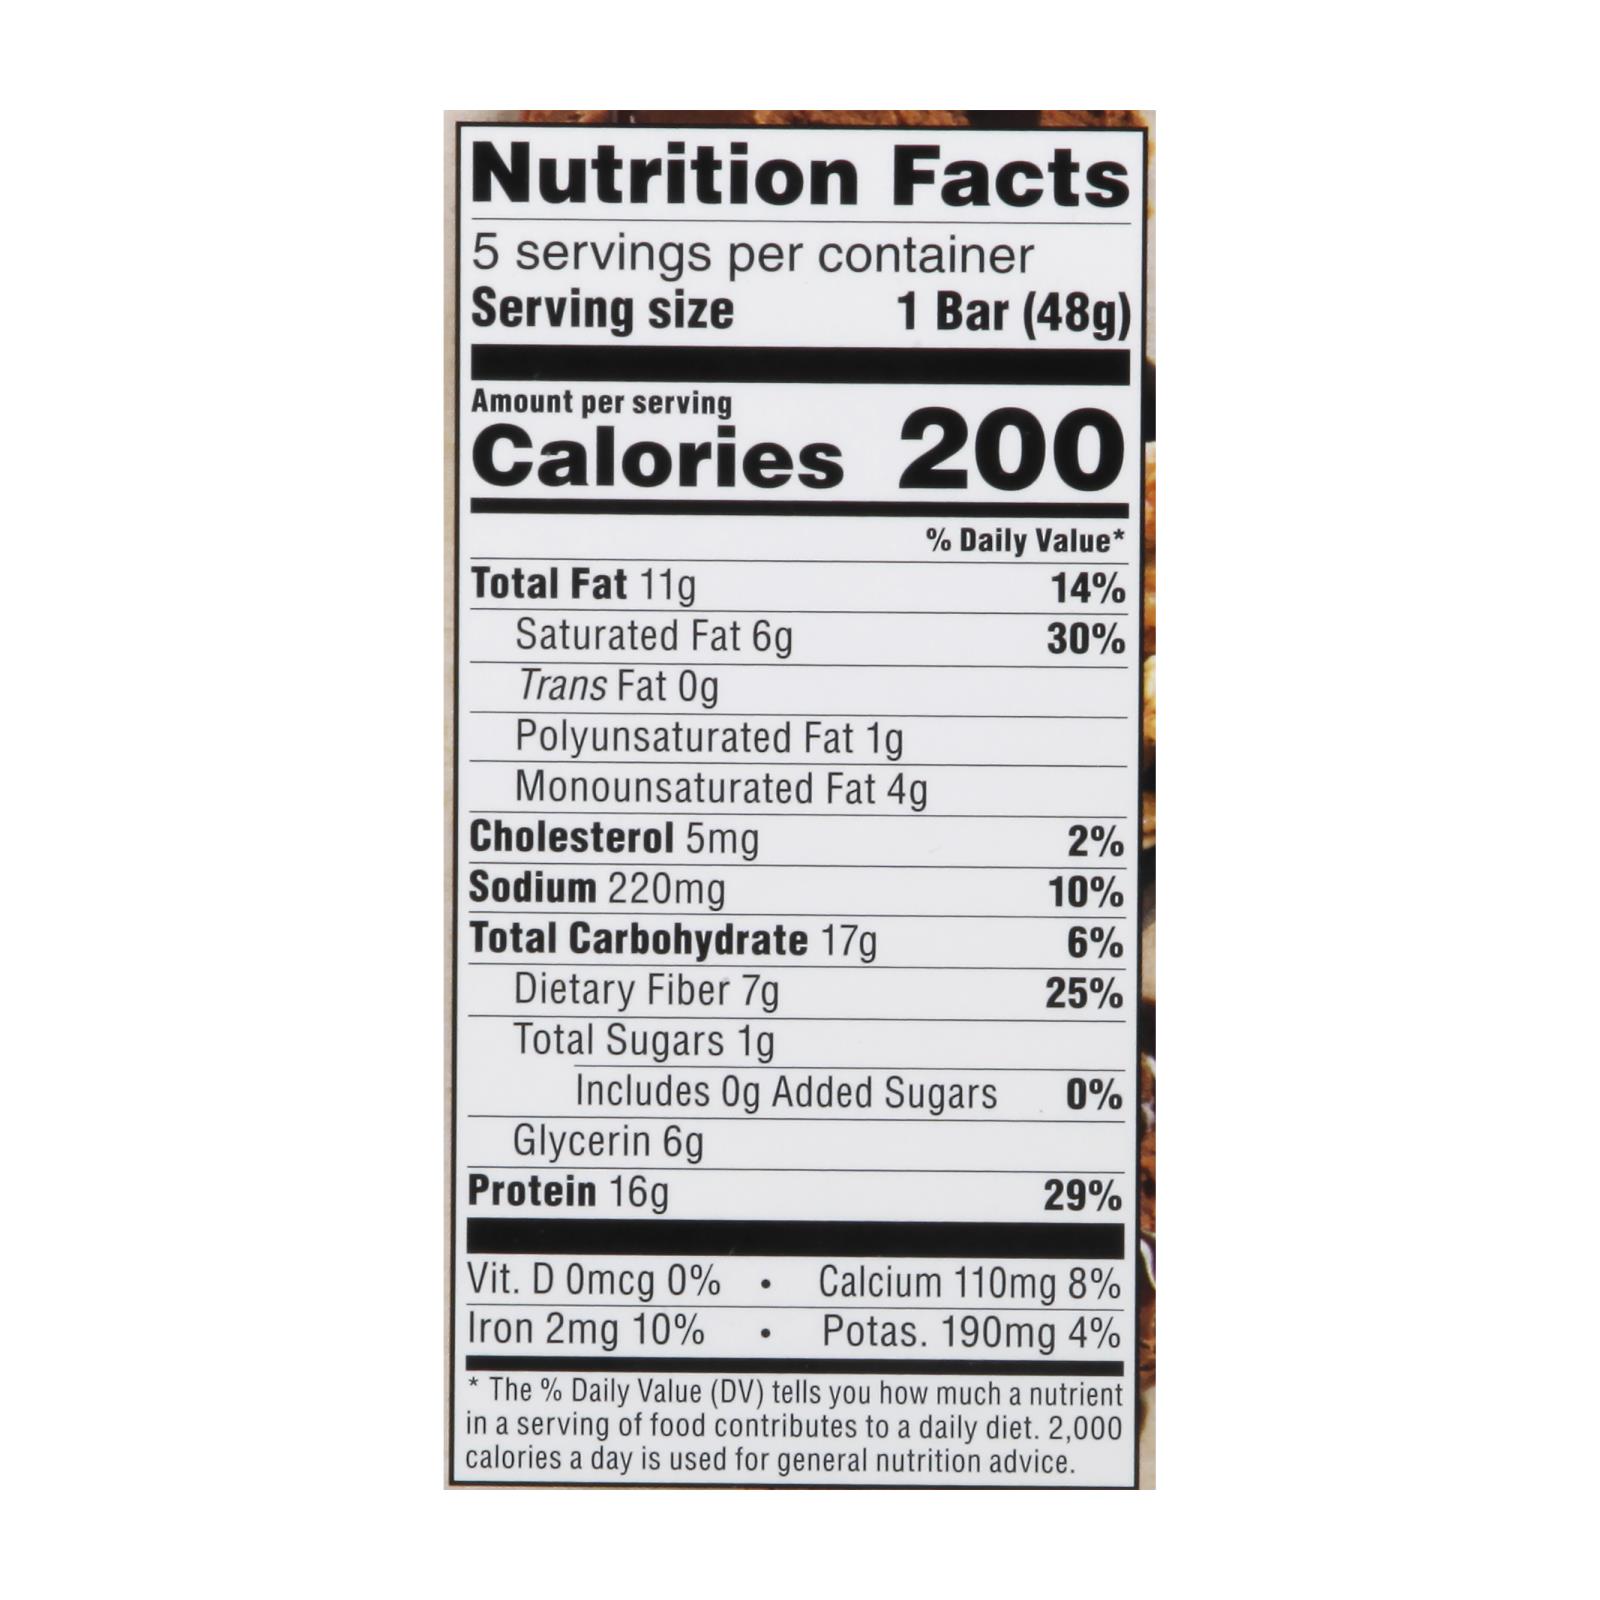 Nutrition Facts
5 servings per container
Serving size 1 Bar (48g)
Amount per serving
Calories 200
% Daily Value*
Total Fat 11g 14%
Saturated Fat 6g 30%
Trans Fat 0g
Polyunsaturated Fat 1g
Monounsaturated Fat 4g
Cholesterol 5mg 2%
Sodium 220mg 10%
Total Carbohydrate 17g 6%
Dietary Fiber 7g 25%
Total Sugars 1g
Includes 0g Added Sugars 0%
Glycerin 6g
Protein 16g 29%
Vit. D 0mcg 0% • Calcium 110mg 8%
Iron 2mg 10% • Potas. 190mg 4%
* The % Daily Value (DV) tells you how much a nutrient
in a serving of food contributes to a daily diet. 2,000
calories a day is used for general nutrition advice.